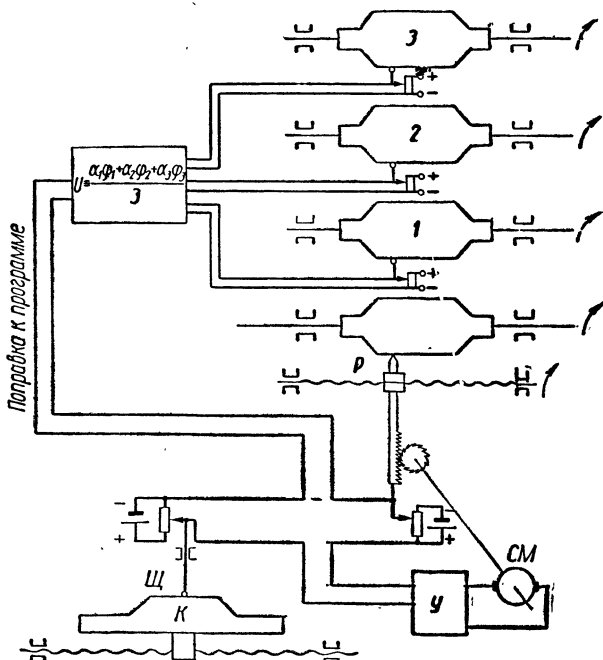 3
+
−
2
+
−
U = α₁φ₁+α₂φ₂+α₃φ₃
3
1
+
−
Поправка к программе
Р
−
+
−
+
СМ
Щ
К
У